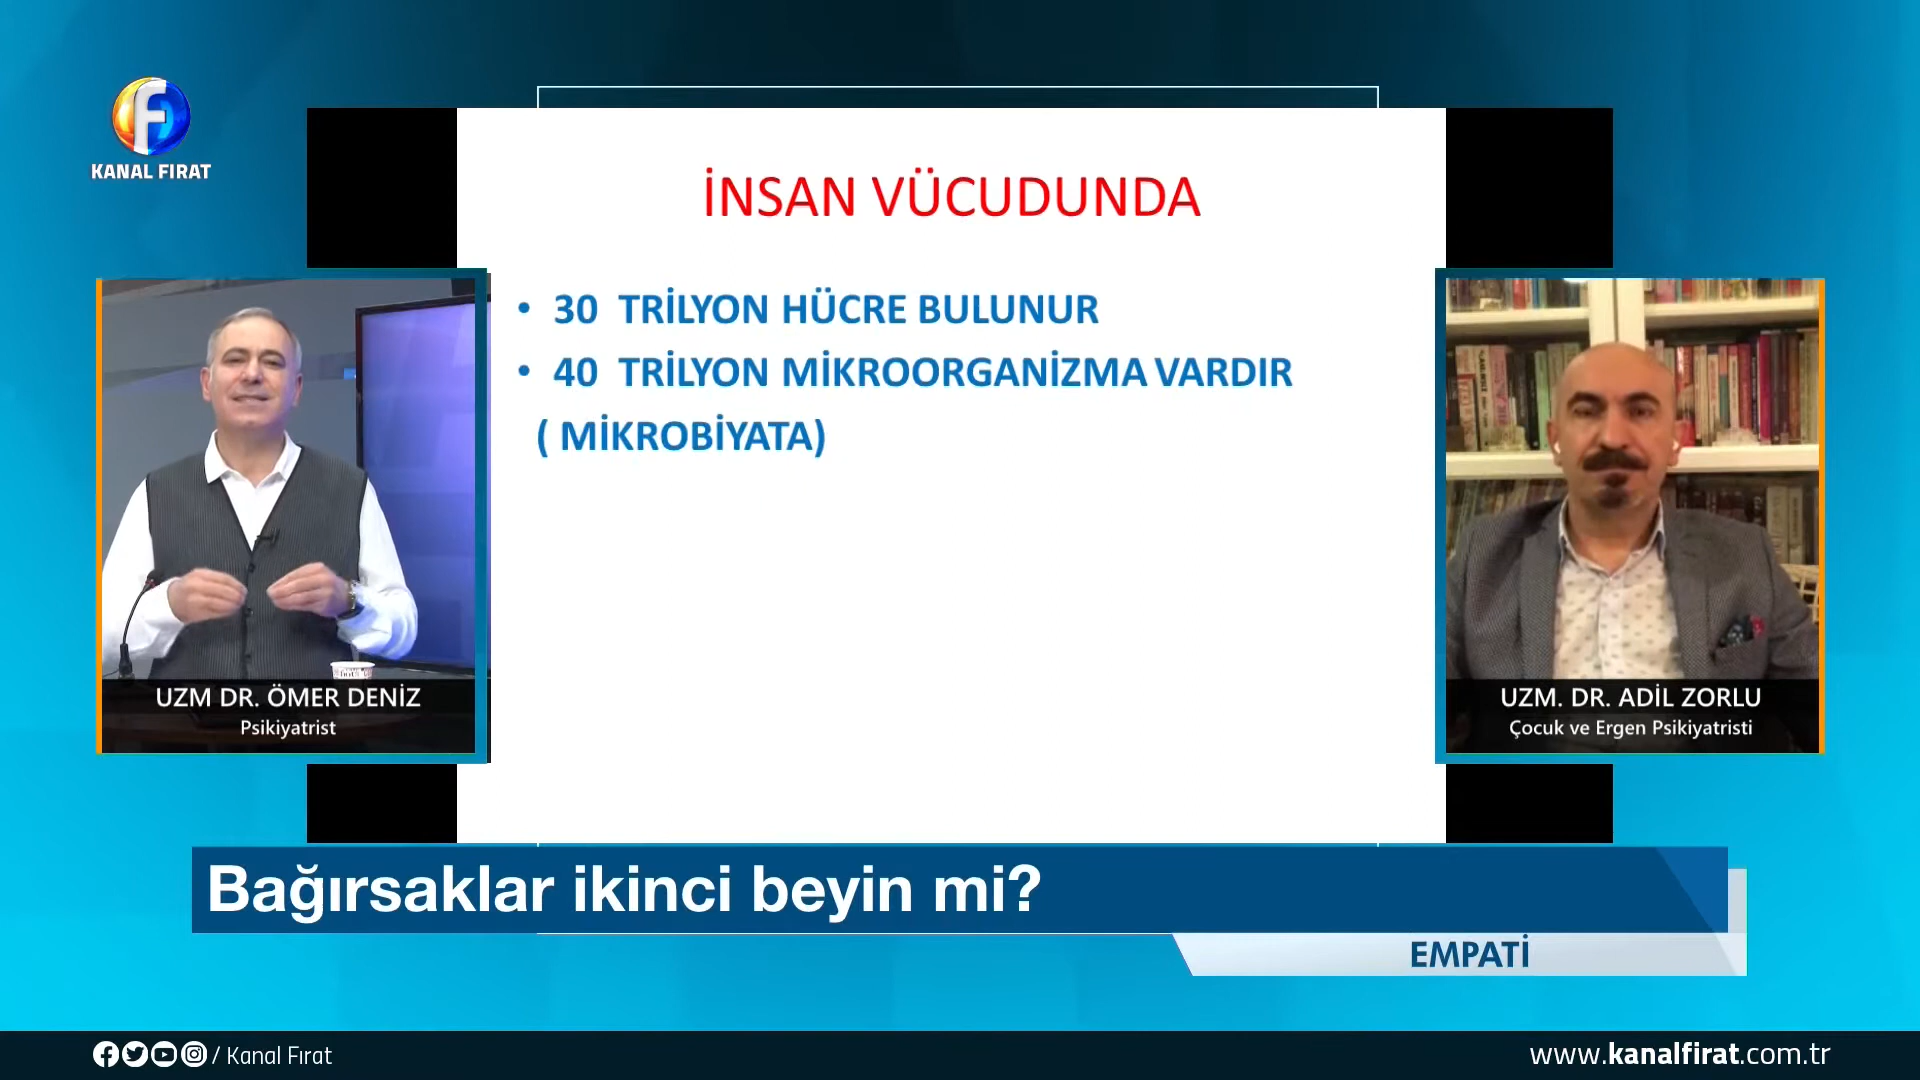 KANAL FIRAT
İNSAN VÜCUDUNDA
• 30 TRİLYON HÜCRE BULUNUR
• 40 TRİLYON MİKROORGANİZMA VARDIR
( MİKROBİYATA)
UZM DR. ÖMER DENİZ
Psikiyatrist
UZM. DR. ADİL ZORLU
Çocuk ve Ergen Psikiyatristi
Bağırsaklar ikinci beyin mi?
EMPATİ
/ Kanal Fırat
www.kanalfirat.com.tr